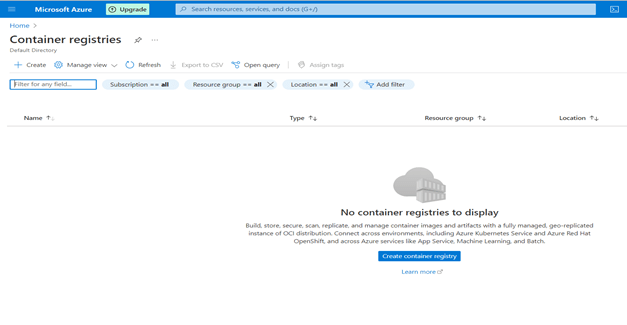 Microsoft Azure Upgrade Search resources, services, and docs (G+/)
Home >
Container registries ...
Default Directory
Create Manage view Refresh Export to CSV Open query Assign tags
Filter for any field... Subscription == all Resource group == all Location == all Add filter
Name Type Resource group Location
No container registries to display
Build, store, secure, scan, replicate, and manage container images and artifacts with a fully managed, geo-replicated
instance of OCI distribution. Connect across environments, including Azure Kubernetes Service and Azure Red Hat
OpenShift, and across Azure services like App Service, Machine Learning, and Batch.
Create container registry
Learn more